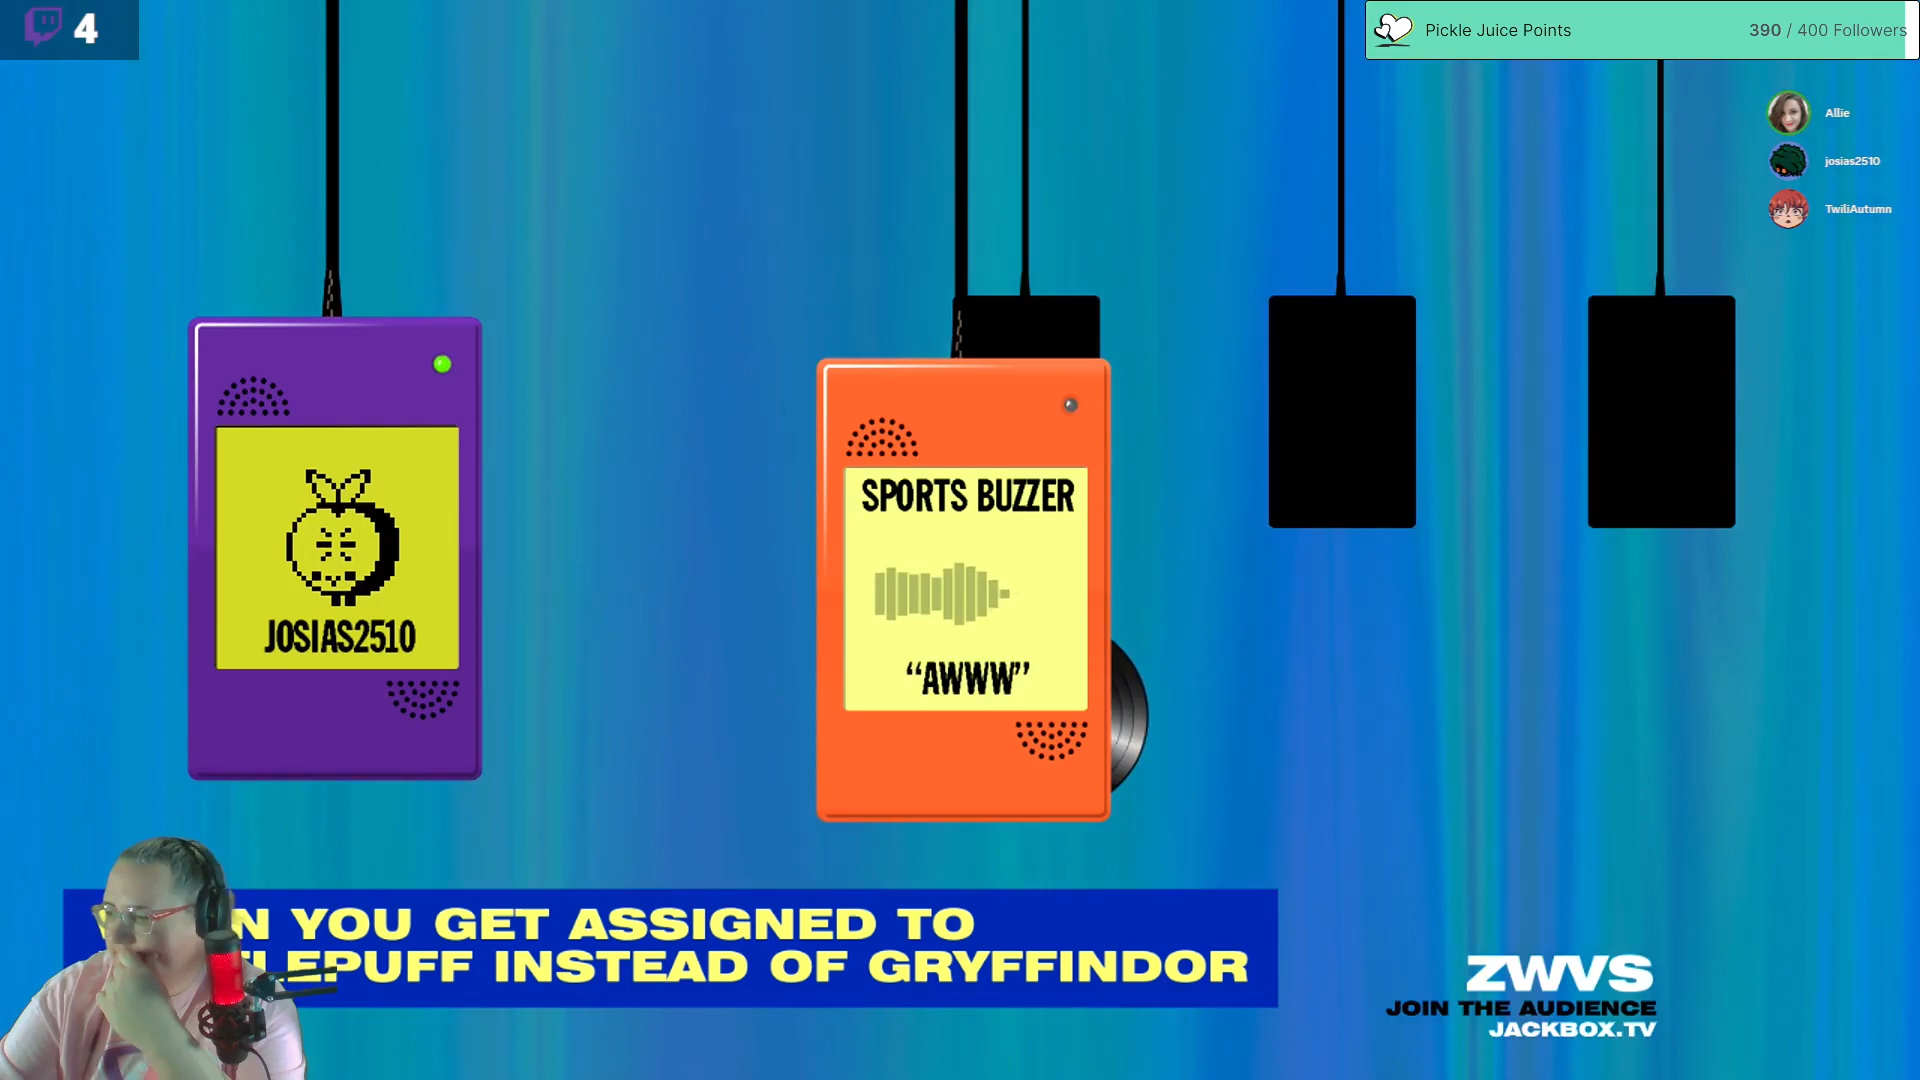 4
Pickle Juice Points
390 / 400 Followers
Allie
josias2510
TwiliAutumn
SPORTS BUZZER
"AWWW"
JOSIAS2510
YOU GET ASSIGNED TO
INSTEAD OF GRYFFINDOR
ZWVS
JOIN THE AUDIENCE
JACKBOX.TV